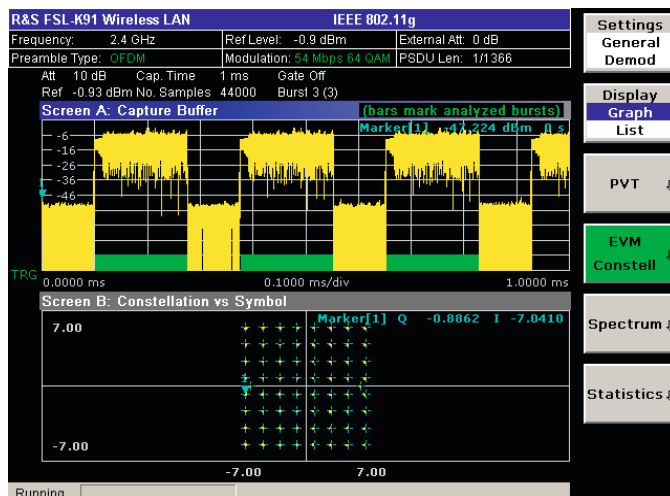 R&S FSL-K91 Wireless LAN IEEE 802.11g
Frequency: 2.4 GHz Ref Level: -0.9 dBm External Att: 0 dB
Preamble Type: OFDM Modulation: 54 Mbps 64 QAM PSDU Len: 1/1366
Att 10 dB Cap. Time 1 ms Gate Off
Ref -0.93 dBm No. Samples 44000 Burst 3 (3)
Screen A: Capture Buffer (bars mark analyzed bursts)
Marker[1] -47.224 dBm 0 s
-6
-16
-26
-36
-46
1
TRG
0.0000 ms 0.1000 ms/div 1.0000 ms
Screen B: Constellation vs Symbol
Marker[1] Q -0.8862 I -7.0410
7.00
1
-7.00
-7.00 7.00
Running
Settings
General
Demod
Display
Graph
List
PVT
EVM
Constell
Spectrum
Statistics